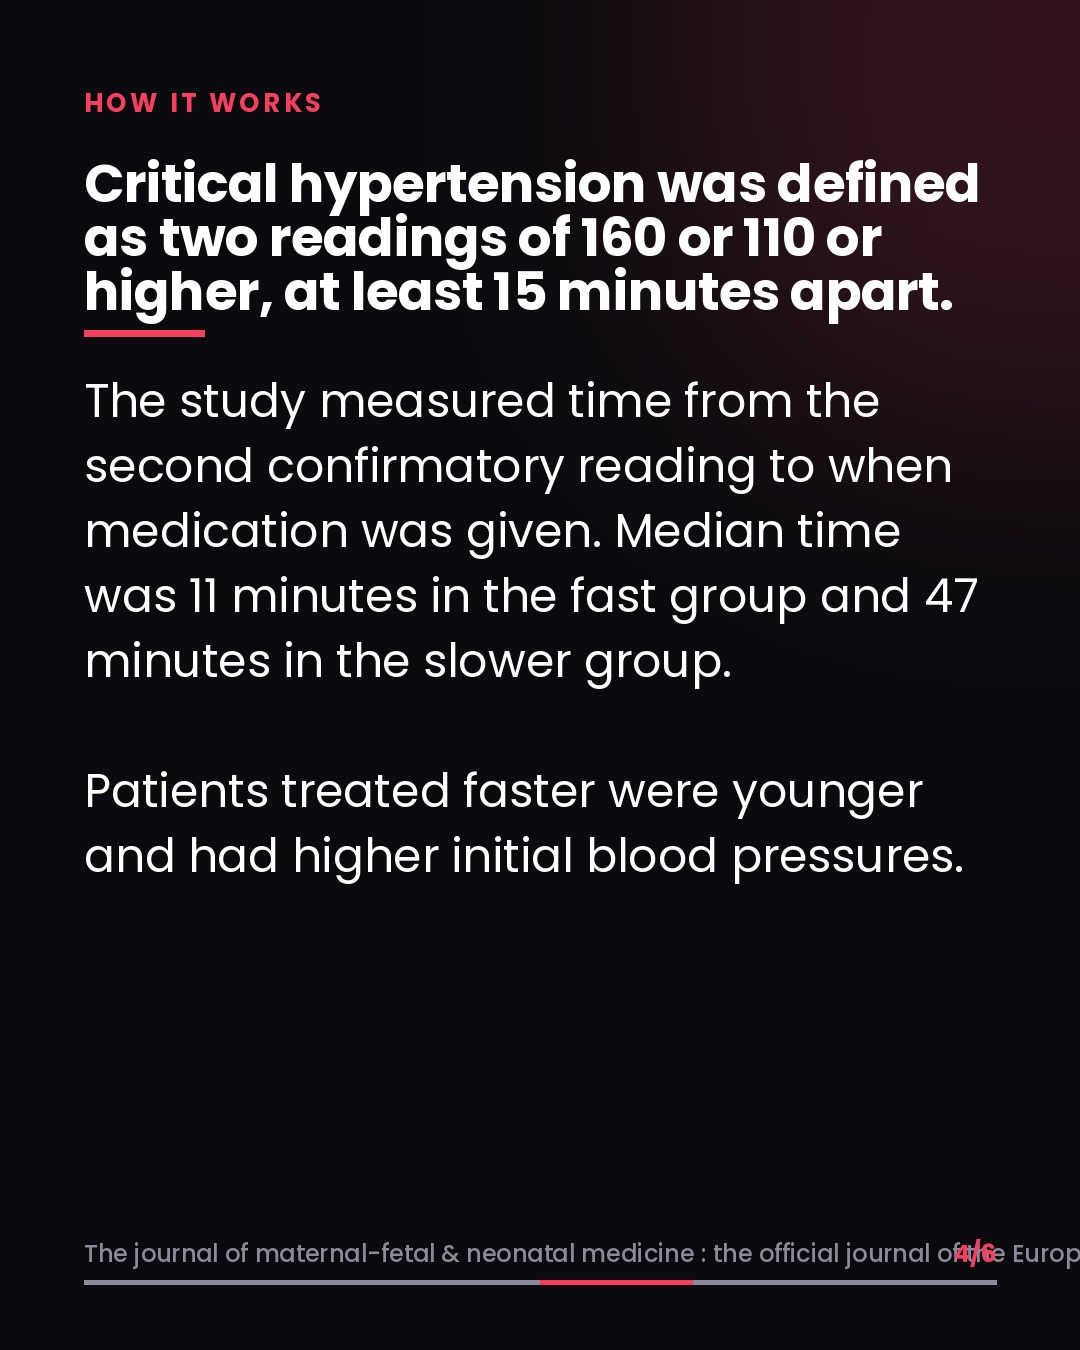 HOW IT WORKS
Critical hypertension was defined
as two readings of 160 or 110 or
higher, at least 15 minutes apart.
The study measured time from the
second confirmatory reading to when
medication was given. Median time
was 11 minutes in the fast group and 47
minutes in the slower group.
Patients treated faster were younger
and had higher initial blood pressures.
The journal of maternal-fetal & neonatal medicine : the official journal of the Europ
4/6